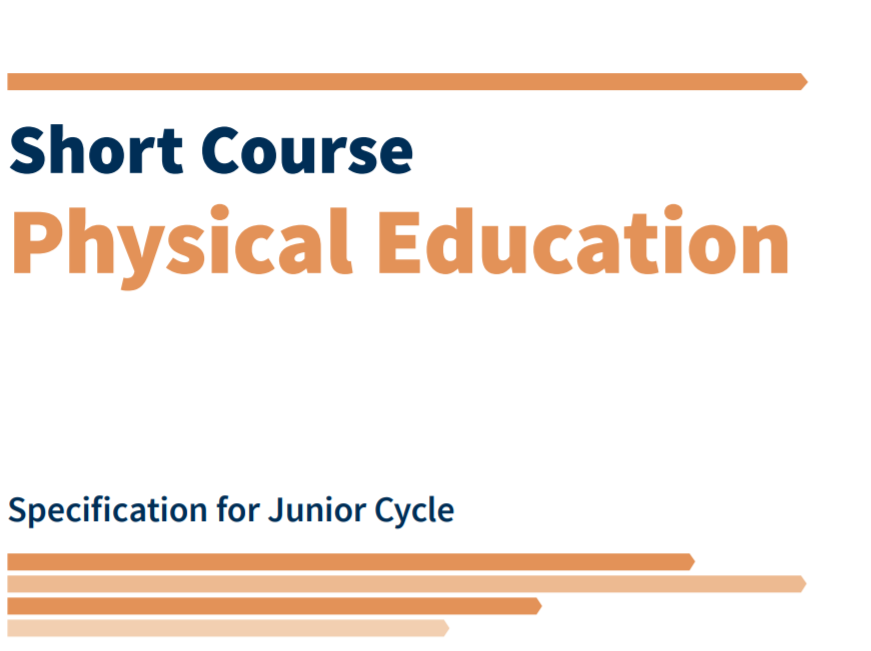 Short Course
Physical Education
Specification for Junior Cycle